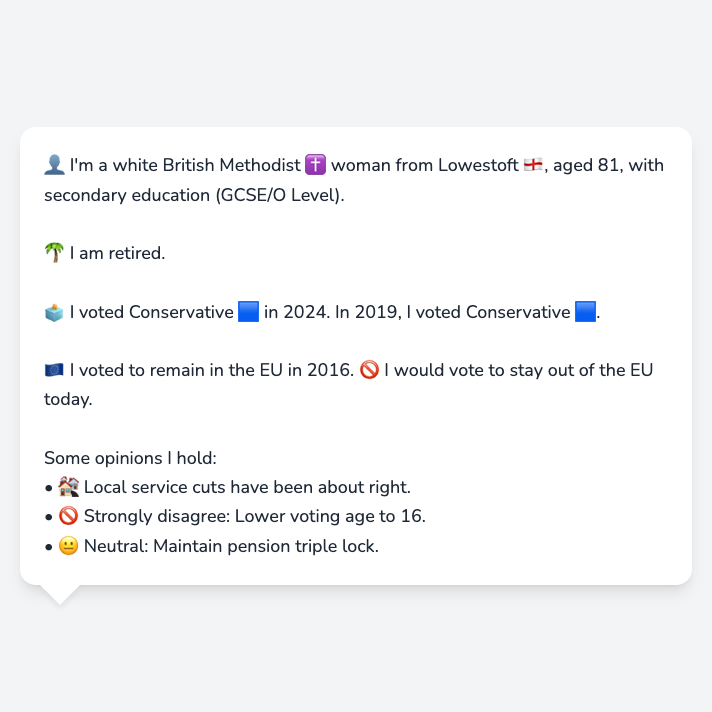 👤 I'm a white British Methodist ✝️ woman from Lowestoft 🏴󠁧󠁢󠁥󠁮󠁧󠁿, aged 81, with
secondary education (GCSE/O Level).
🌴 I am retired.
🗳️ I voted Conservative 🟦 in 2024. In 2019, I voted Conservative 🟦.
🇪🇺 I voted to remain in the EU in 2016. 🚫 I would vote to stay out of the EU
today.
Some opinions I hold:
• 🏚️ Local service cuts have been about right.
• 🚫 Strongly disagree: Lower voting age to 16.
• 😐 Neutral: Maintain pension triple lock.